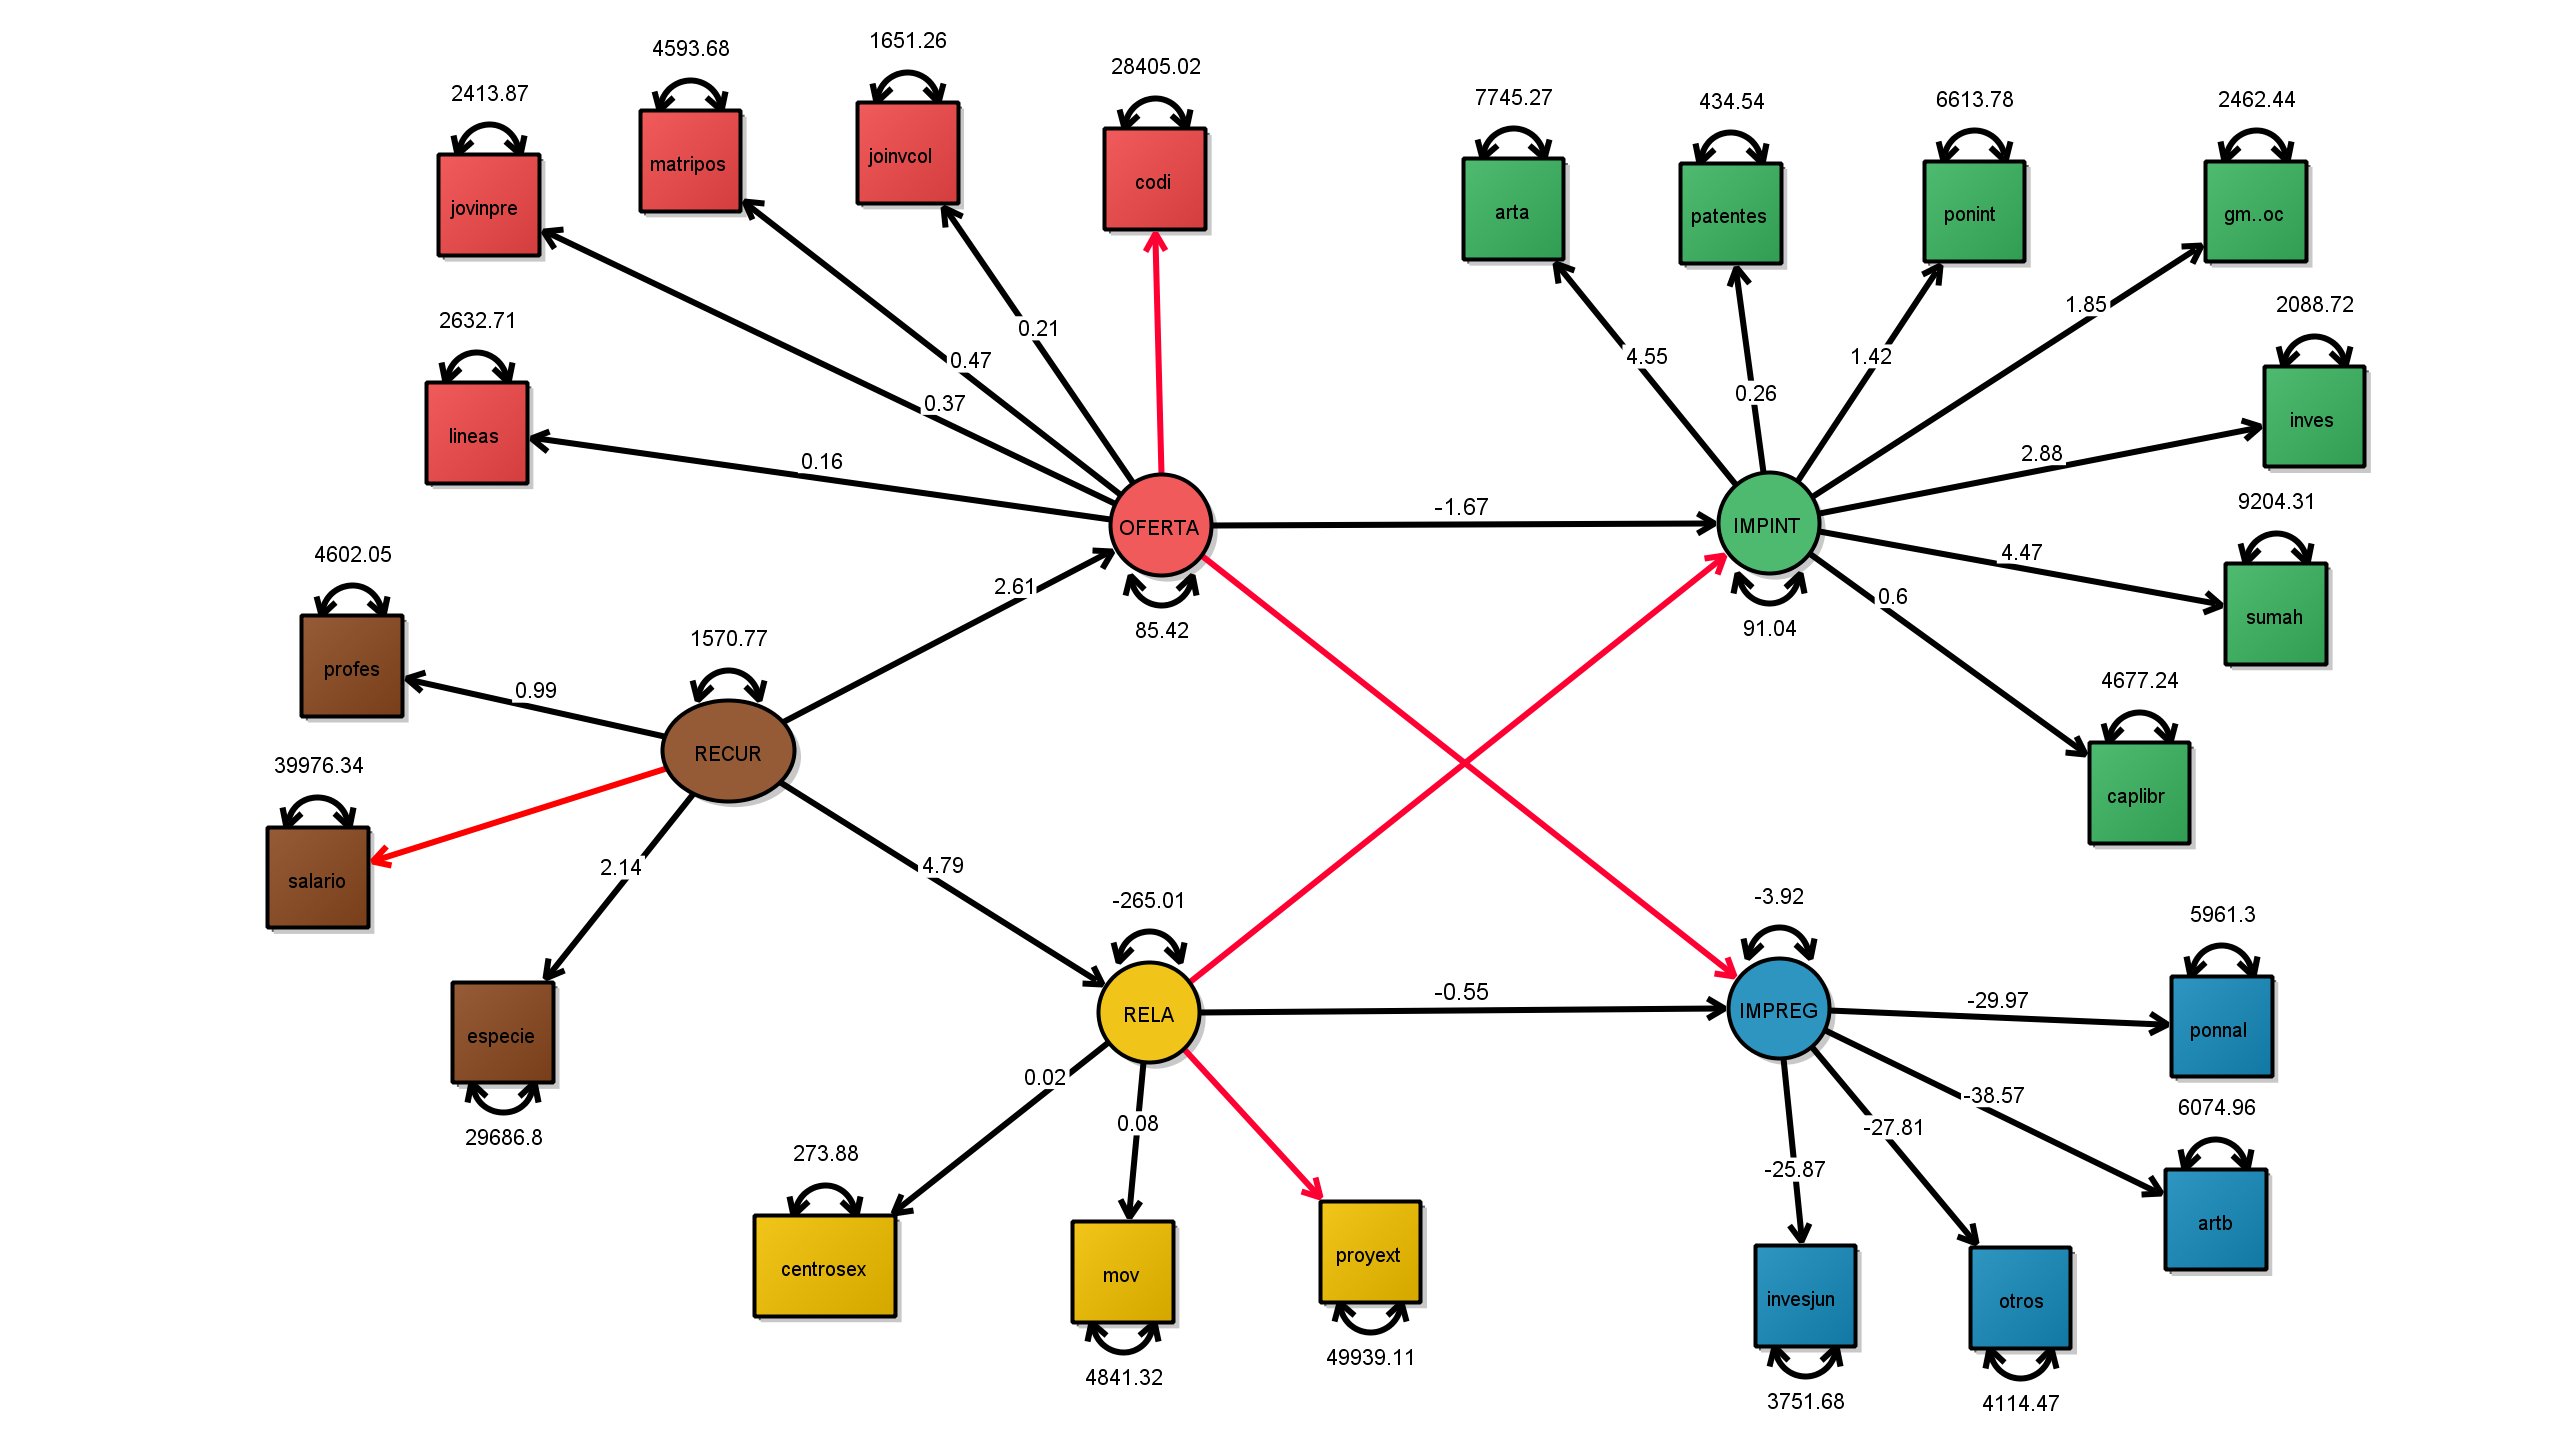 1651.26
4593.68
28405.02
2413.87
7745.27
434.54
6613.78
2462.44
joinvcol
matripos
codi
jovinpre
arta
patentes
ponint
gm..oc
2632.71
0.21
1.85
2088.72
0.47
4.55
1.42
0.37
0.26
lineas
inves
0.16
2.88
9204.31
-1.67
OFERTA
IMPINT
4602.05
4.47
2.61
0.6
sumah
1570.77
85.42
91.04
profes
0.99
4677.24
RECUR
39976.34
caplibr
2.14
4.79
salario
-265.01
-3.92
5961.3
-0.55
-29.97
RELA
IMPREG
ponnal
especie
0.02
0.08
-38.57
6074.96
29686.8
-27.81
273.88
-25.87
artb
centrosex
mov
proyext
invesjun
otros
49939.11
4841.32
3751.68
4114.47